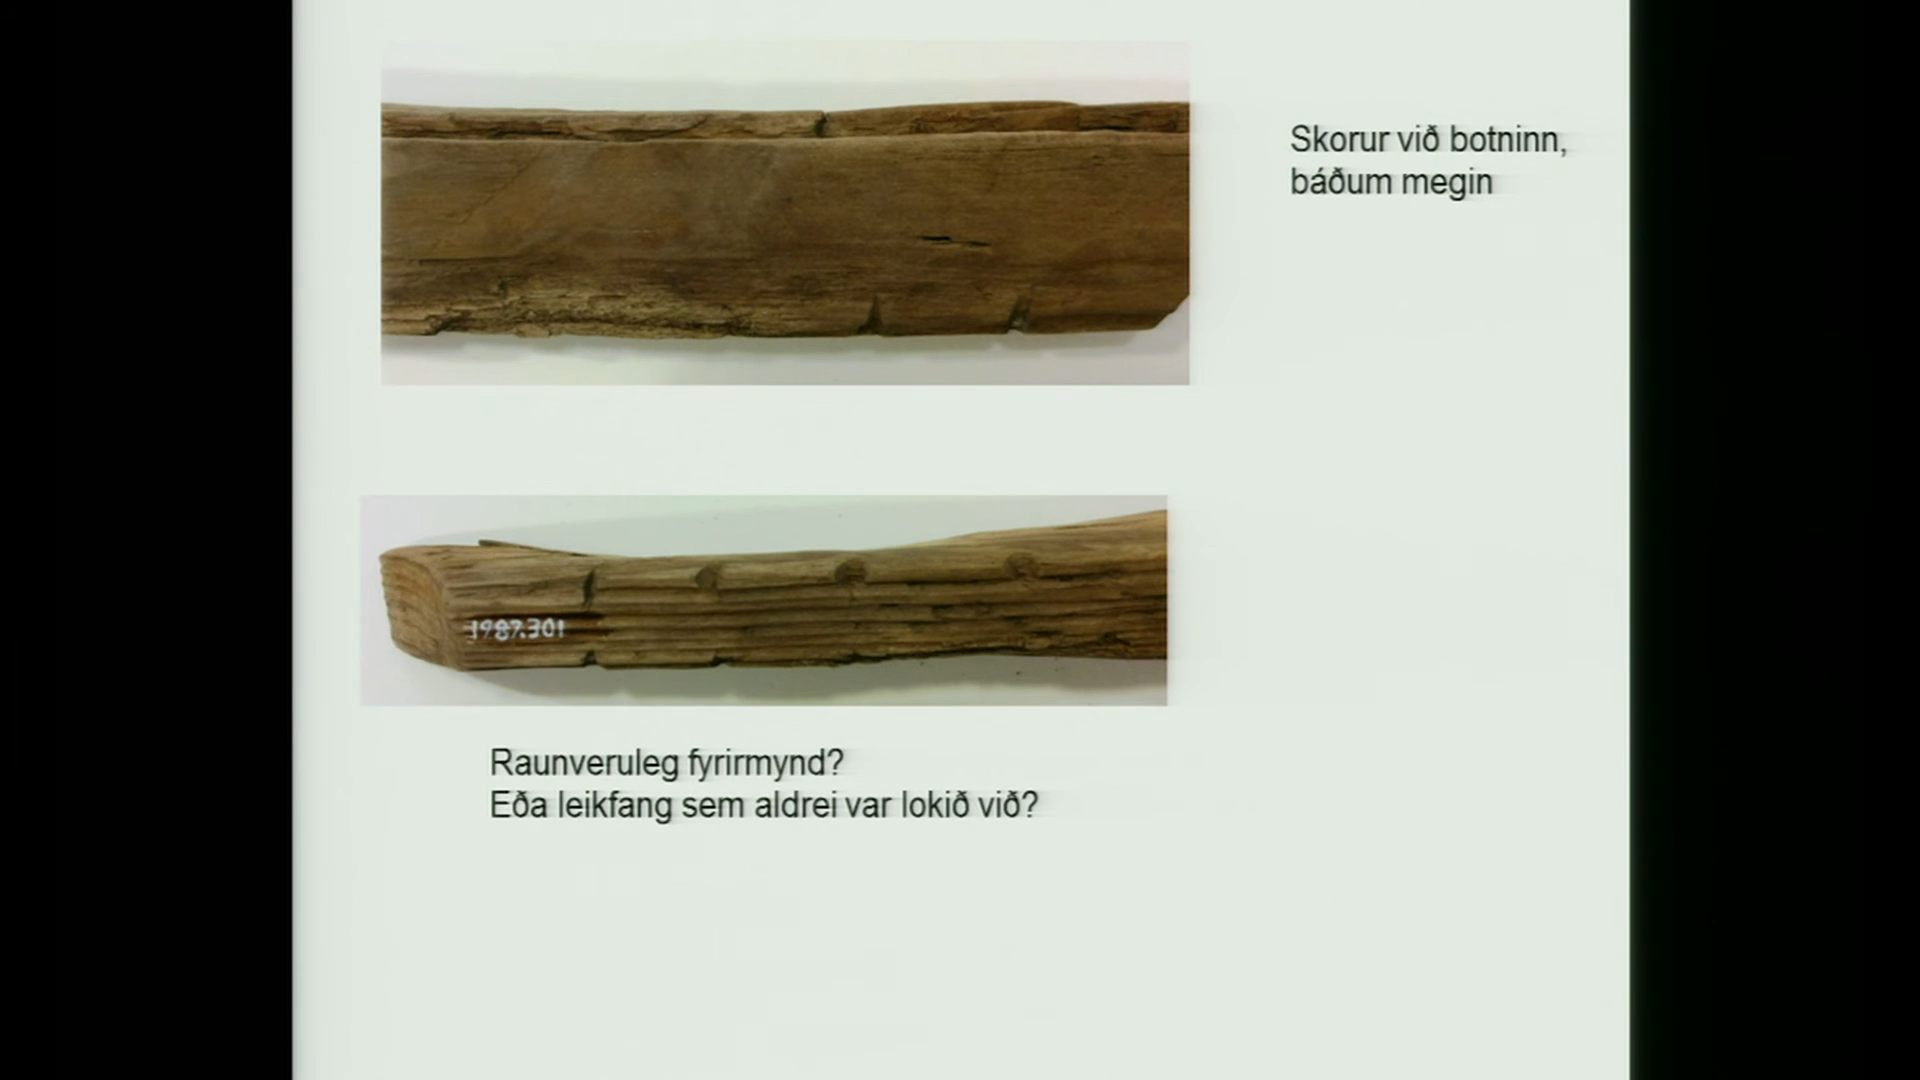 Skorur við botninn,
báðum megin
1987.301
Raunveruleg fyrirmynd?
Eða leikfang sem aldrei var lokið við?